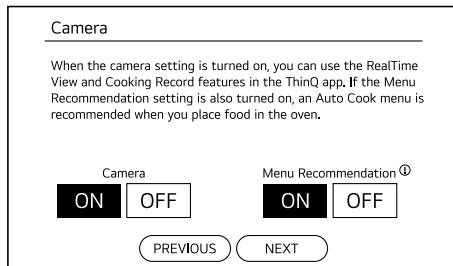 Camera
When the camera setting is turned on, you can use the RealTime
View and Cooking Record features in the ThinQ app. If the Menu
Recommendation setting is also turned on, an Auto Cook menu is
recommended when you place food in the oven.
Camera Menu Recommendation ⓘ
ON OFF ON OFF
PREVIOUS NEXT